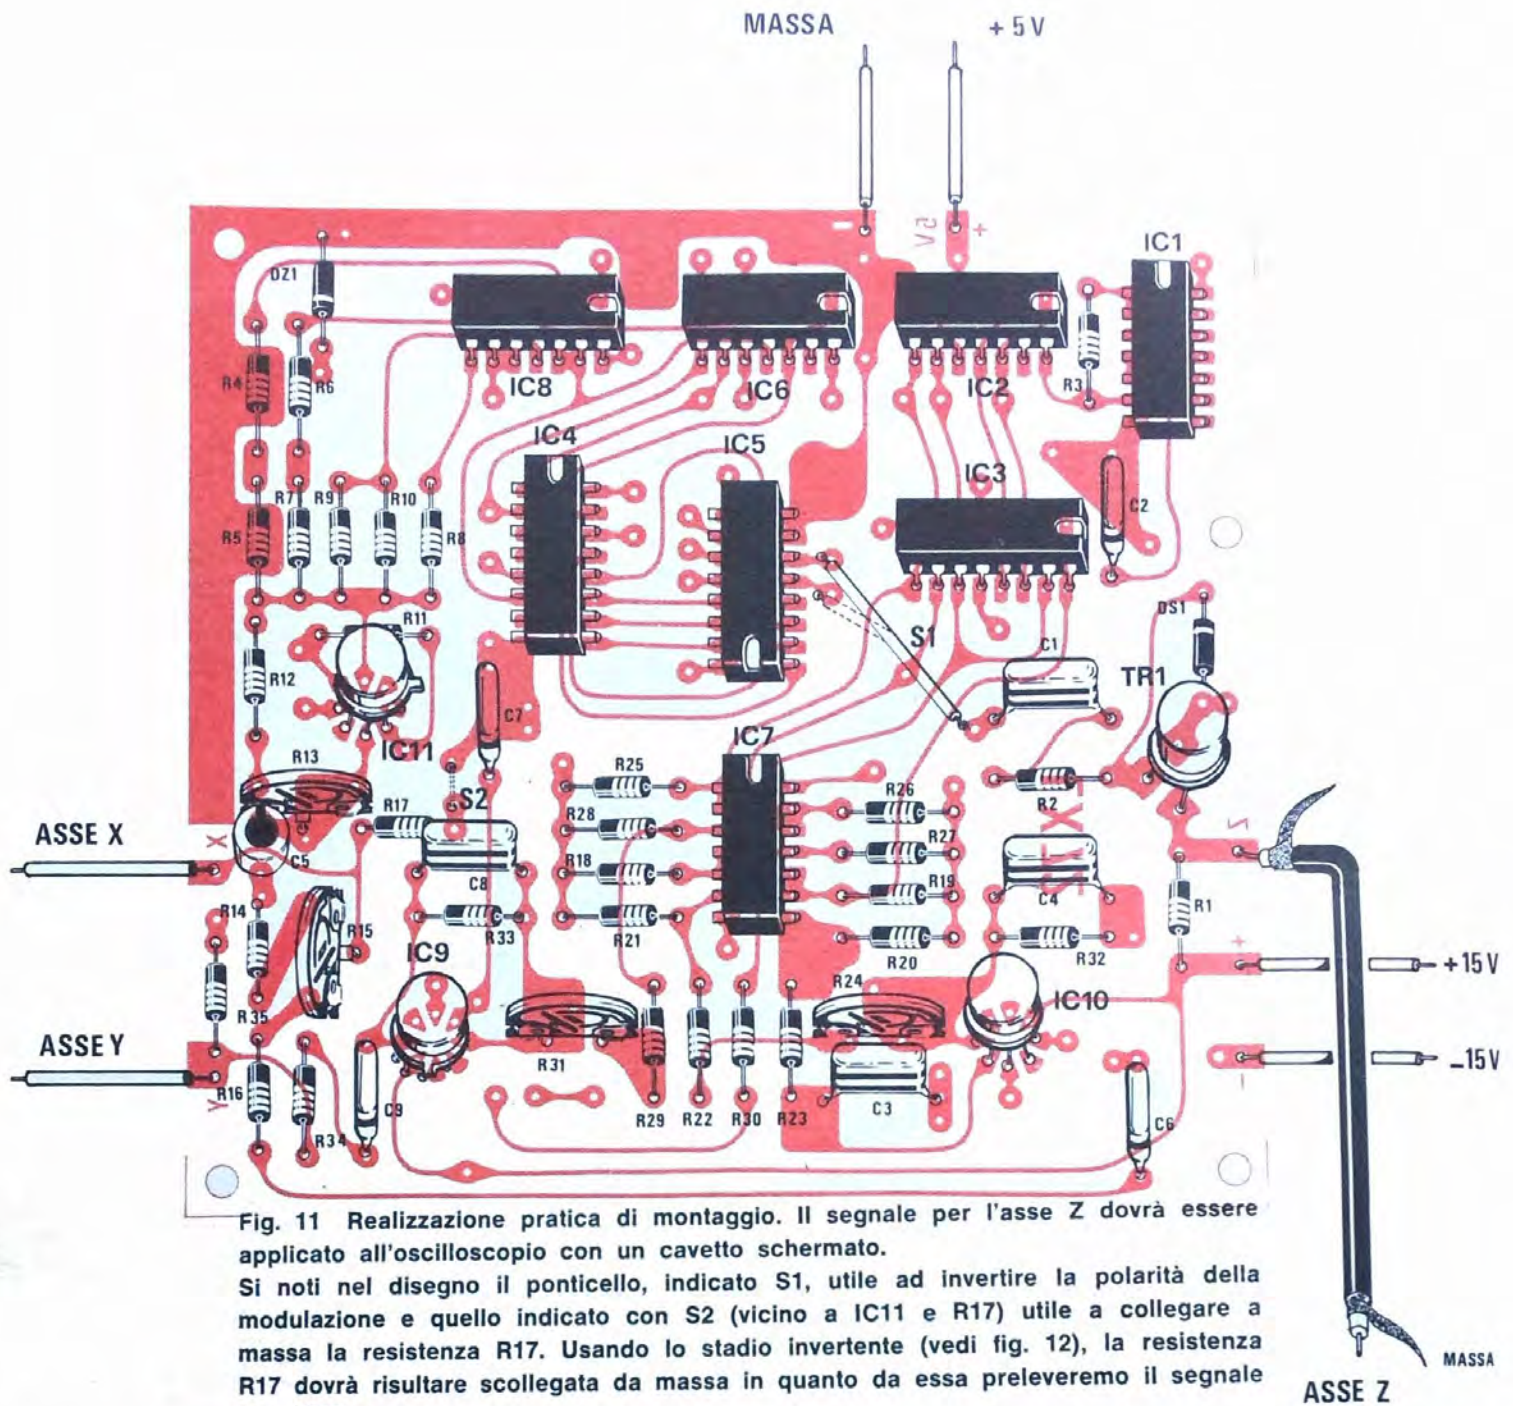 MASSA
+ 5 V
-
5V
+
IC1
DZ1
R4
R6
IC8
IC6
IC2
R3
IC4
IC5
IC3
C2
R7
R9
R10
R5
R8
R11
DS1
R12
S1
C1
TR1
C7
IC11
IC7
R13
R25
R26
R2
S2
R17
R28
R27
-EX-
Z
ASSE X
X
C5
R18
C8
R19
C4
R1
R14
R15
R33
R21
R20
R32
+
+15V
IC9
R24
IC10
R35
ASSE Y
R31
-15V
-
R16
Y
C9
R29
R22
R30
R23
C3
C6
R34
Fig. 11 Realizzazione pratica di montaggio. Il segnale per l'asse Z dovrà essere
applicato all'oscilloscopio con un cavetto schermato.
Si noti nel disegno il ponticello, indicato S1, utile ad invertire la polarità della
modulazione e quello indicato con S2 (vicino a IC11 e R17) utile a collegare a
massa la resistenza R17. Usando lo stadio invertente (vedi fig. 12), la resistenza
R17 dovrà risultare scollegata da massa in quanto da essa preleveremo il segnale
MASSA
ASSE Z